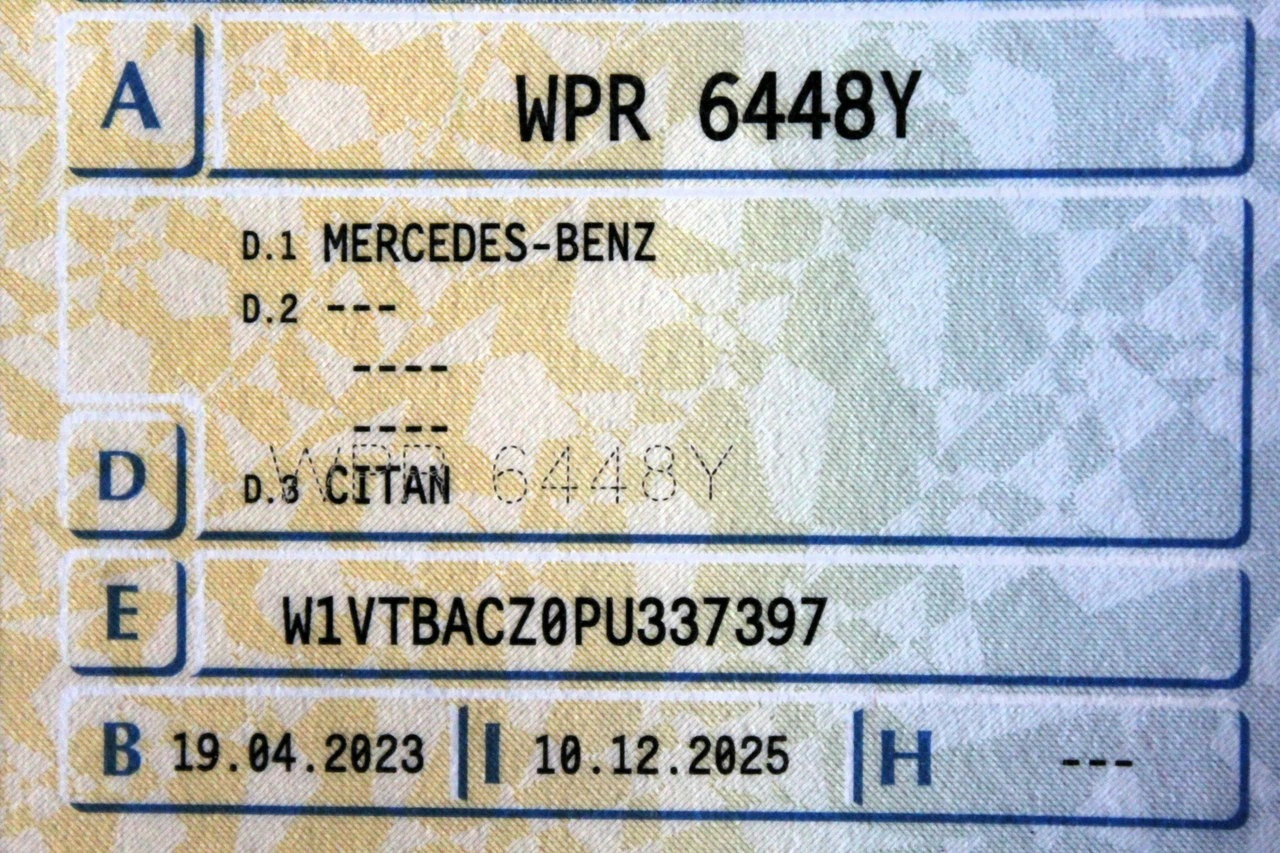 A WPR 6448Y
D.1 MERCEDES-BENZ
D.2 ---
----
----
WPR 6448Y
D D.3 CITAN
E W1VTBACZ0PU337397
B 19.04.2023 I 10.12.2025 H ---